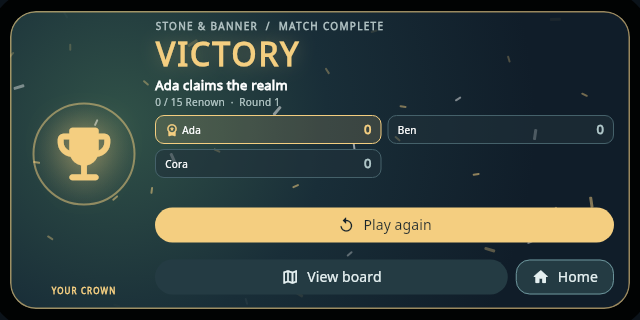 STONE & BANNER / MATCH COMPLETE
VICTORY
Ada claims the realm
0 / 15 Renown · Round 1
Ada 0
Ben 0
Cora 0
Play again
View board
Home
YOUR CROWN